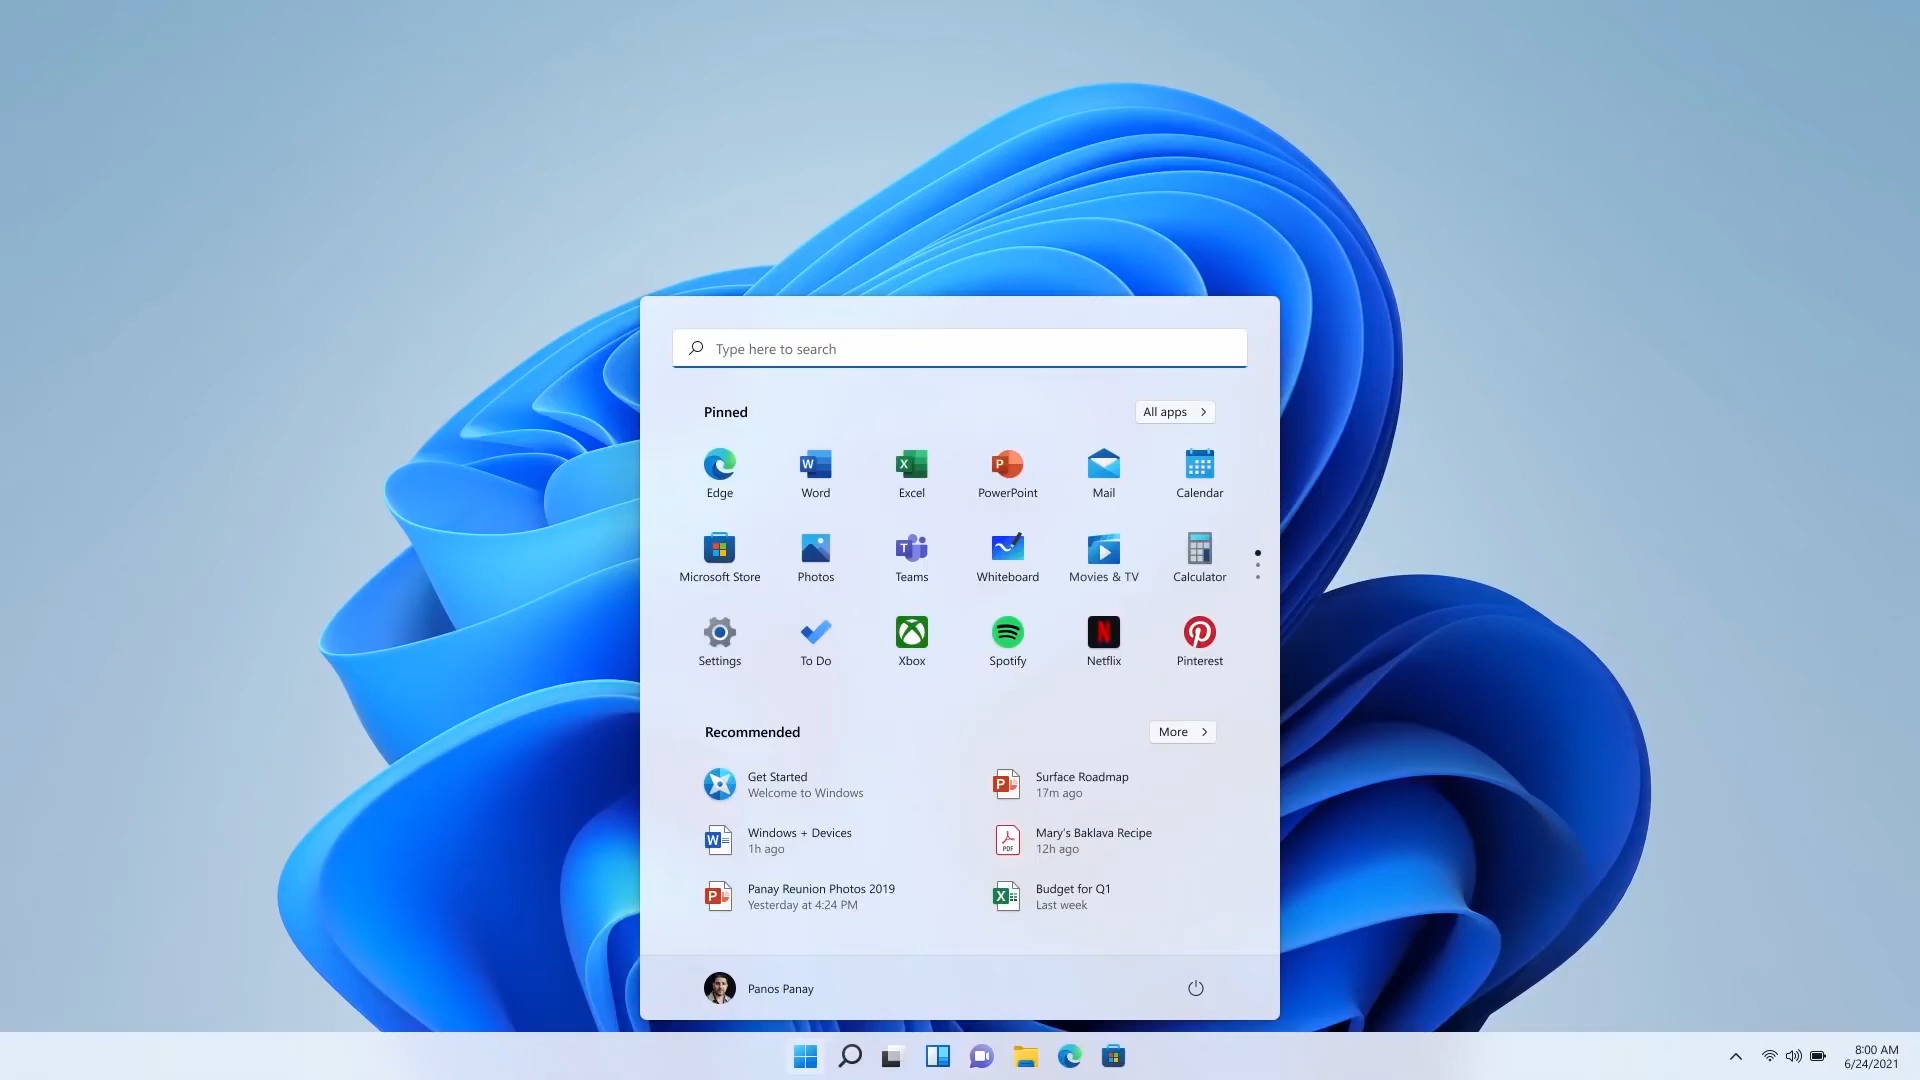 Type here to search
Pinned
All apps
Edge
Word
Excel
PowerPoint
Mail
Calendar
Microsoft Store
Photos
Teams
Whiteboard
Movies & TV
Calculator
Settings
To Do
Xbox
Spotify
Netflix
Pinterest
Recommended
More
Get Started
Welcome to Windows
Surface Roadmap
17m ago
Windows + Devices
1h ago
Mary's Baklava Recipe
12h ago
PDF
Panay Reunion Photos 2019
Yesterday at 4:24 PM
Budget for Q1
Last week
Panos Panay
8:00 AM
6/24/2021